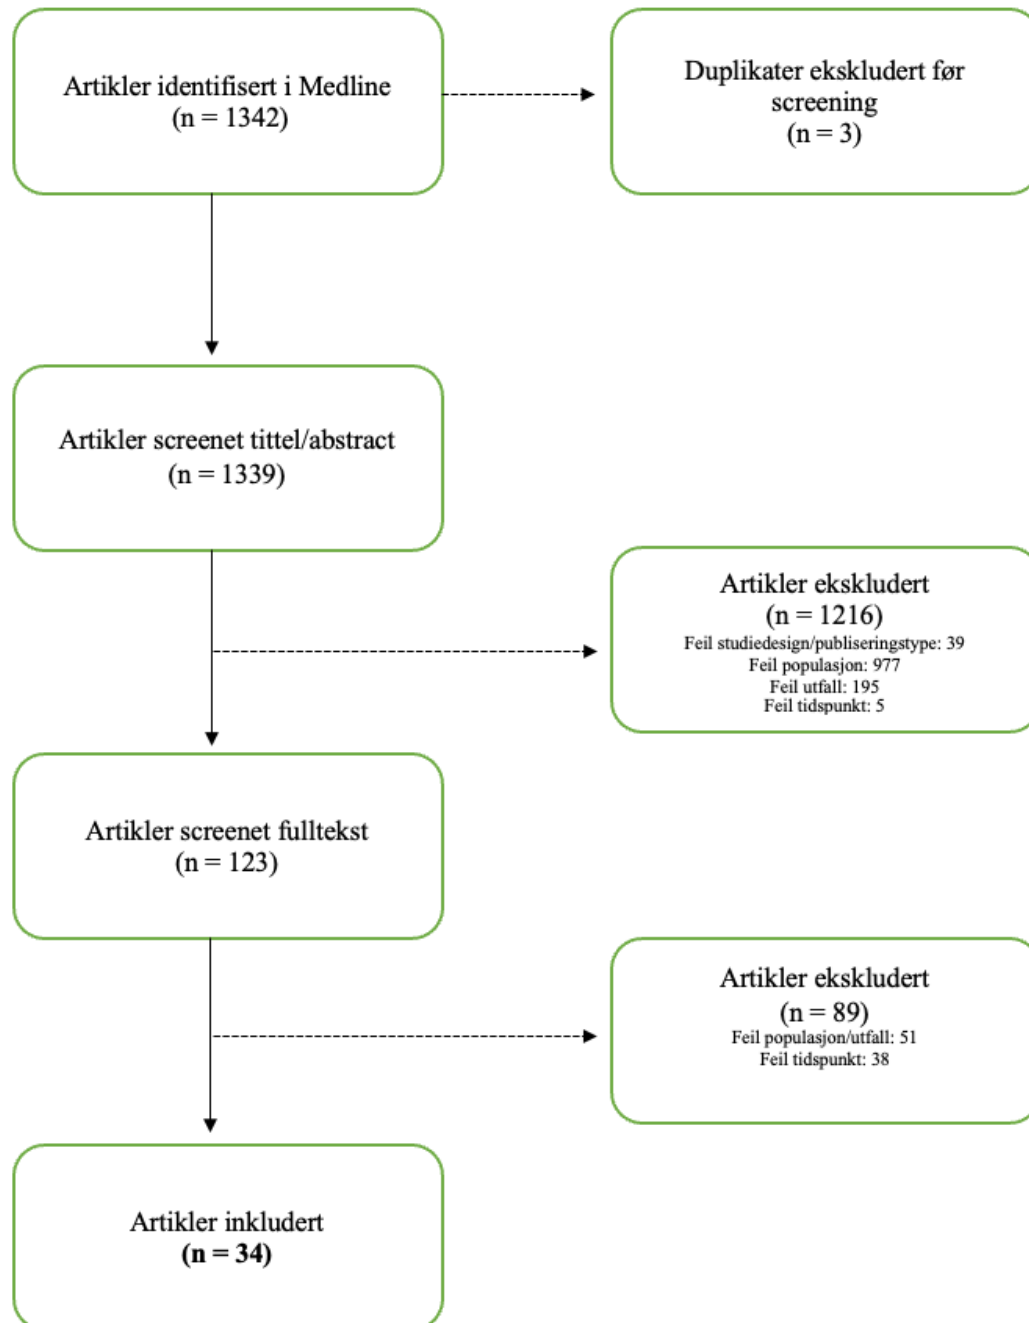 Artikler identifisert i Medline
(n = 1342)
Duplikater ekskludert før
screening
(n = 3)
Artikler screenet tittel/abstract
(n = 1339)
Artikler ekskludert
(n = 1216)
Feil studiedesign/publiseringstype: 39
Feil populasjon: 977
Feil utfall: 195
Feil tidspunkt: 5
Artikler screenet fulltekst
(n = 123)
Artikler ekskludert
(n = 89)
Feil populasjon/utfall: 51
Feil tidspunkt: 38
Artikler inkludert
(n = 34)